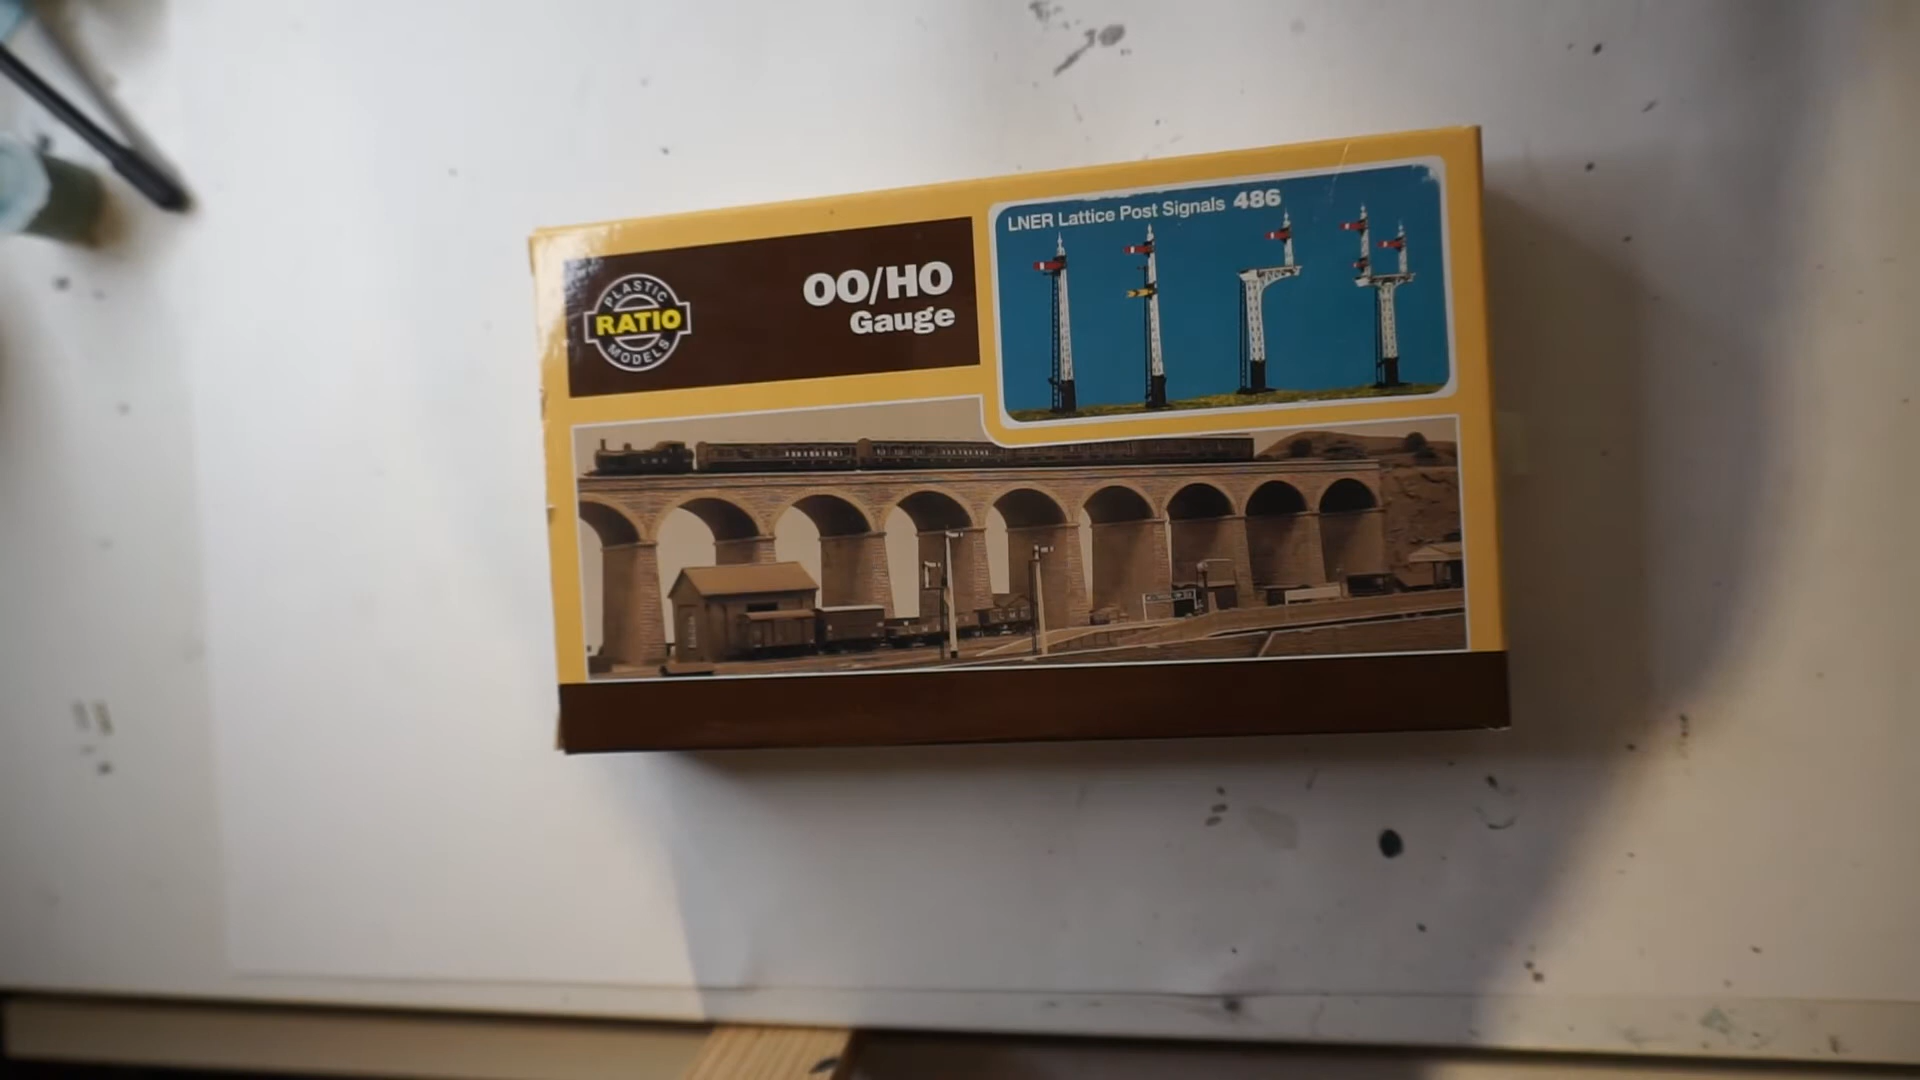 PLASTIC
RATIO
MODELS
OO/HO
Gauge
LNER Lattice Post Signals 486